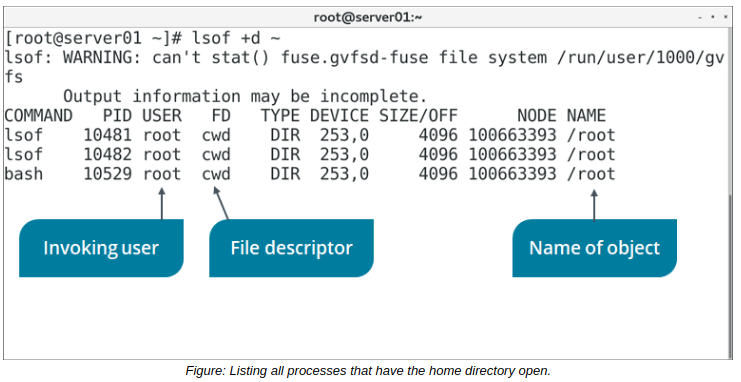 root@server01:~
[root@server01 ~]# lsof +d ~
lsof: WARNING: can't stat() fuse.gvfsd-fuse file system /run/user/1000/gv
fs
      Output information may be incomplete.
COMMAND   PID USER   FD   TYPE DEVICE SIZE/OFF      NODE NAME
lsof    10481 root  cwd    DIR  253,0     4096 100663393 /root
lsof    10482 root  cwd    DIR  253,0     4096 100663393 /root
bash    10529 root  cwd    DIR  253,0     4096 100663393 /root
Invoking user
File descriptor
Name of object
Figure: Listing all processes that have the home directory open.